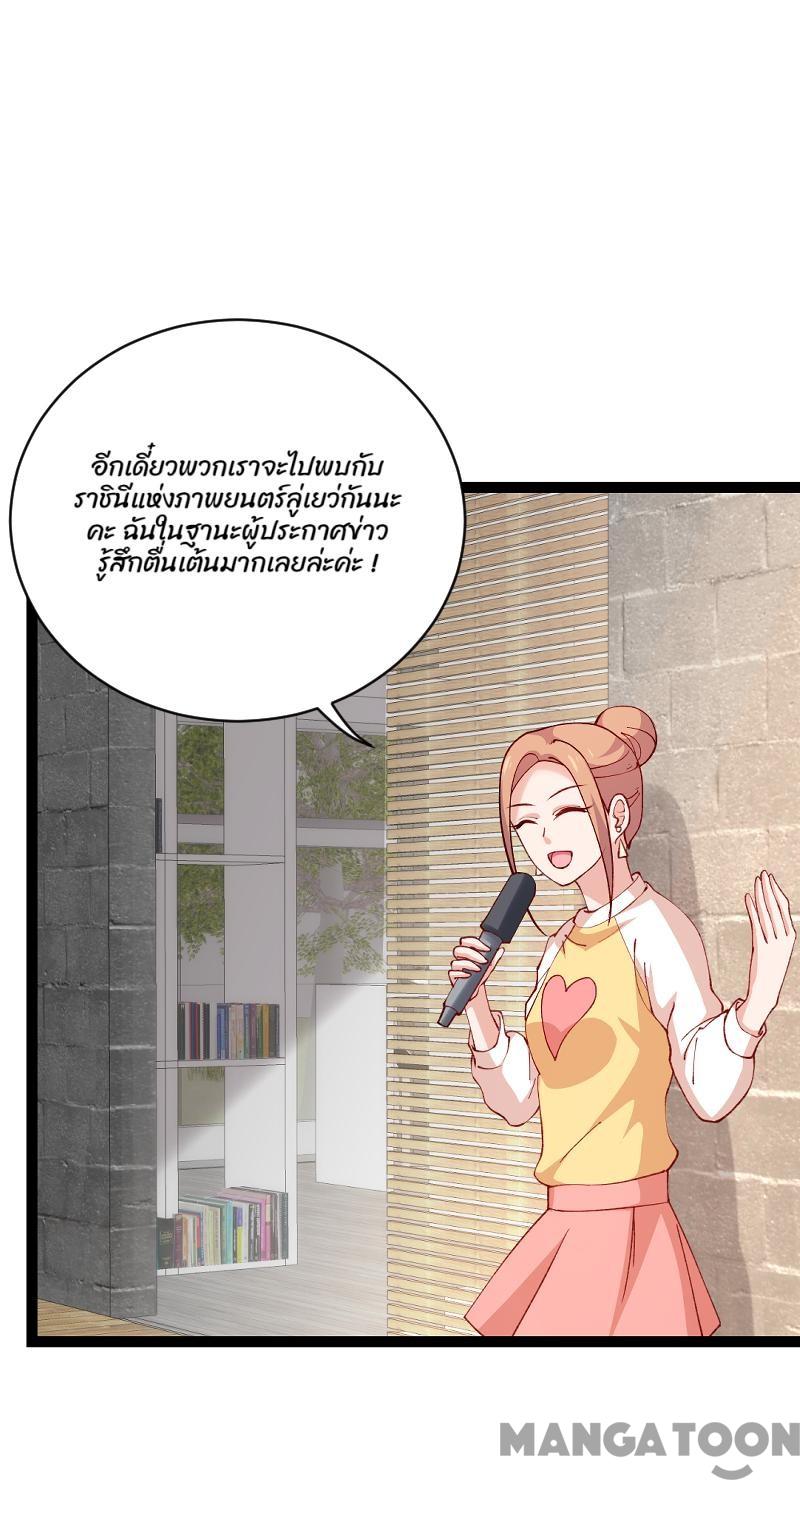 อีกเดี๋ยวพวกเราจะไปพบกับ
ราชินีแห่งภาพยนตร์ลู่เยว่กันนะ
คะ ฉันในฐานะผู้ประกาศข่าว
รู้สึกตื่นเต้นมากเลยล่ะค่ะ !
MANGATOON